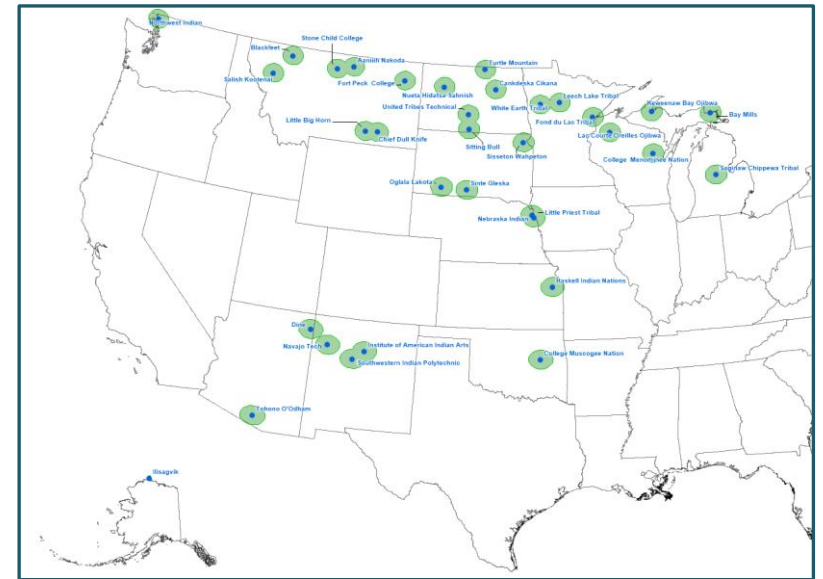 Northwest Indian
Stone Child College
Blackfeet
Aaniiih Nakoda
Turtle Mountain
Salish Kootenai
Fort Peck College
Cankdeska Cikana
Nueta Hidatsa Sahnish
Leech Lake Tribal
White Earth Tribal
Keweenaw Bay Ojibwa
Bay Mills
United Tribes Technical
Fond du Lac Tribal
Little Big Horn
Chief Dull Knife
Lac Courte Oreilles Ojibwa
Sitting Bull
Sisseton Wahpeton
College Menominee Nation
Saginaw Chippewa Tribal
Oglala Lakota
Sinte Gleska
Little Priest Tribal
Nebraska Indian
Haskell Indian Nations
Dine
Navajo Tech
Institute of American Indian Arts
Southwestern Indian Polytechnic
College Muscogee Nation
Tohono O'Odham
Ilisagvik